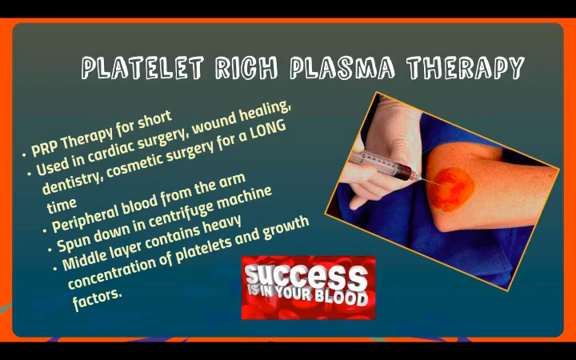 PLATELET RICH PLASMA THERAPY
• PRP Therapy for short
• Used in cardiac surgery, wound healing,
dentistry, cosmetic surgery for a LONG
time
• Peripheral blood from the arm
• Spun down in centrifuge machine
• Middle layer contains heavy
concentration of platelets and growth
factors.
success
IS IN YOUR BLOOD